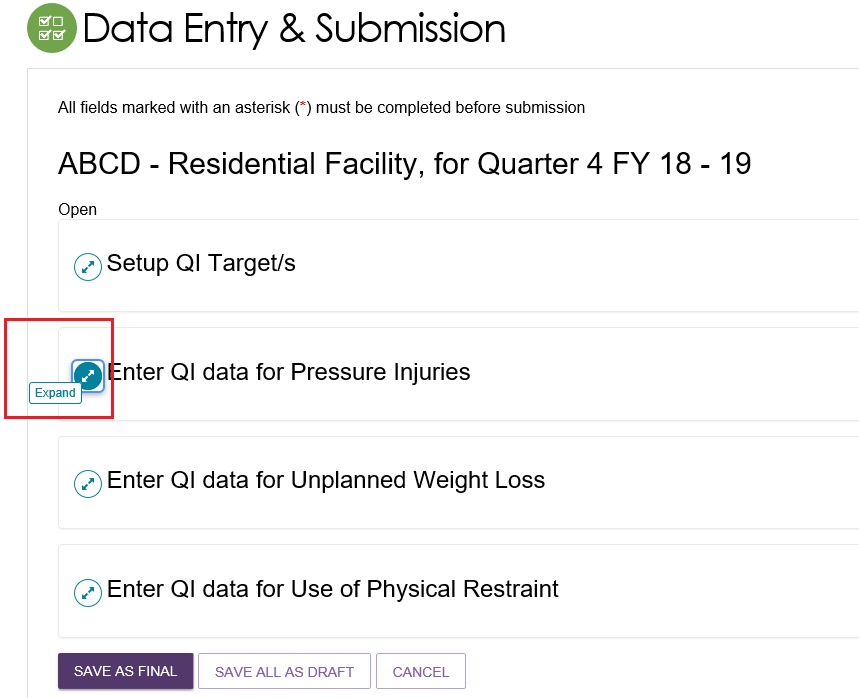 Data Entry & Submission
All fields marked with an asterisk (*) must be completed before submission
ABCD - Residential Facility, for Quarter 4 FY 18 - 19
Open
Setup QI Target/s
Enter QI data for Pressure Injuries
Expand
Enter QI data for Unplanned Weight Loss
Enter QI data for Use of Physical Restraint
SAVE AS FINAL SAVE ALL AS DRAFT CANCEL